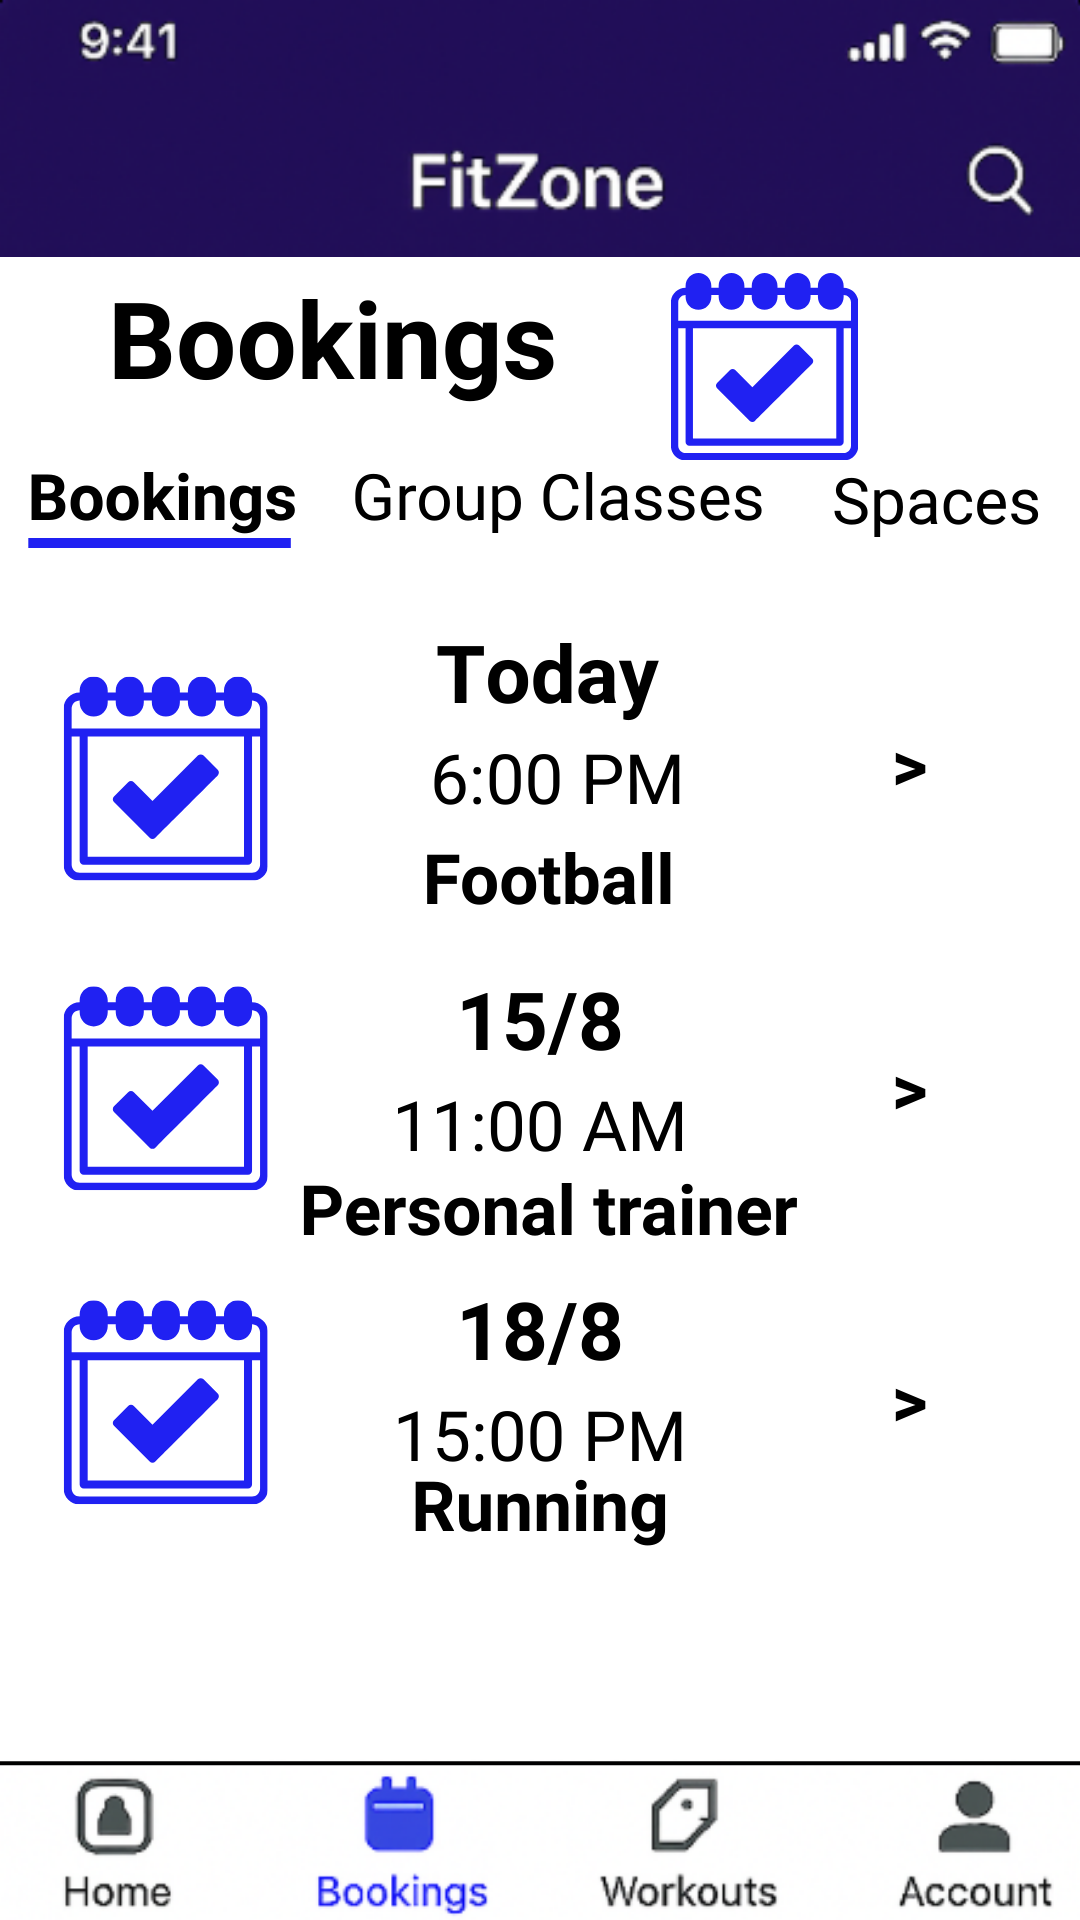 9:41
FitZone
Bookings
Bookings Group Classes Spaces
Today
6:00 PM >
Football
15/8
11:00 AM >
Personal trainer
18/8
15:00 PM >
Running
Home Bookings Workouts Account